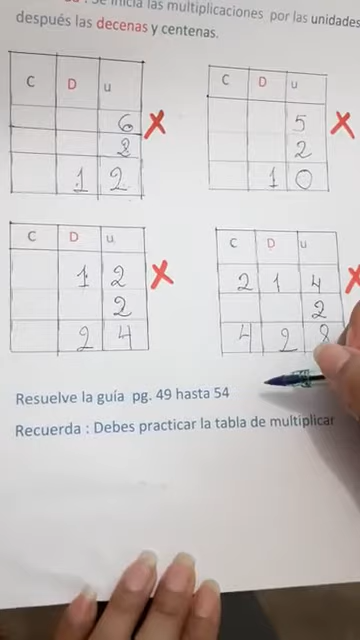 Se inicia las multiplicaciones por las unidades
después las decenas y centenas.
C D u
6 X
2
1 2
C D u
5 X
2
1 0
C D u
1 2 X
2
2 4
C D u
2 1 4 X
2
4 2 8
Resuelve la guía pg. 49 hasta 54
Recuerda : Debes practicar la tabla de multiplicar